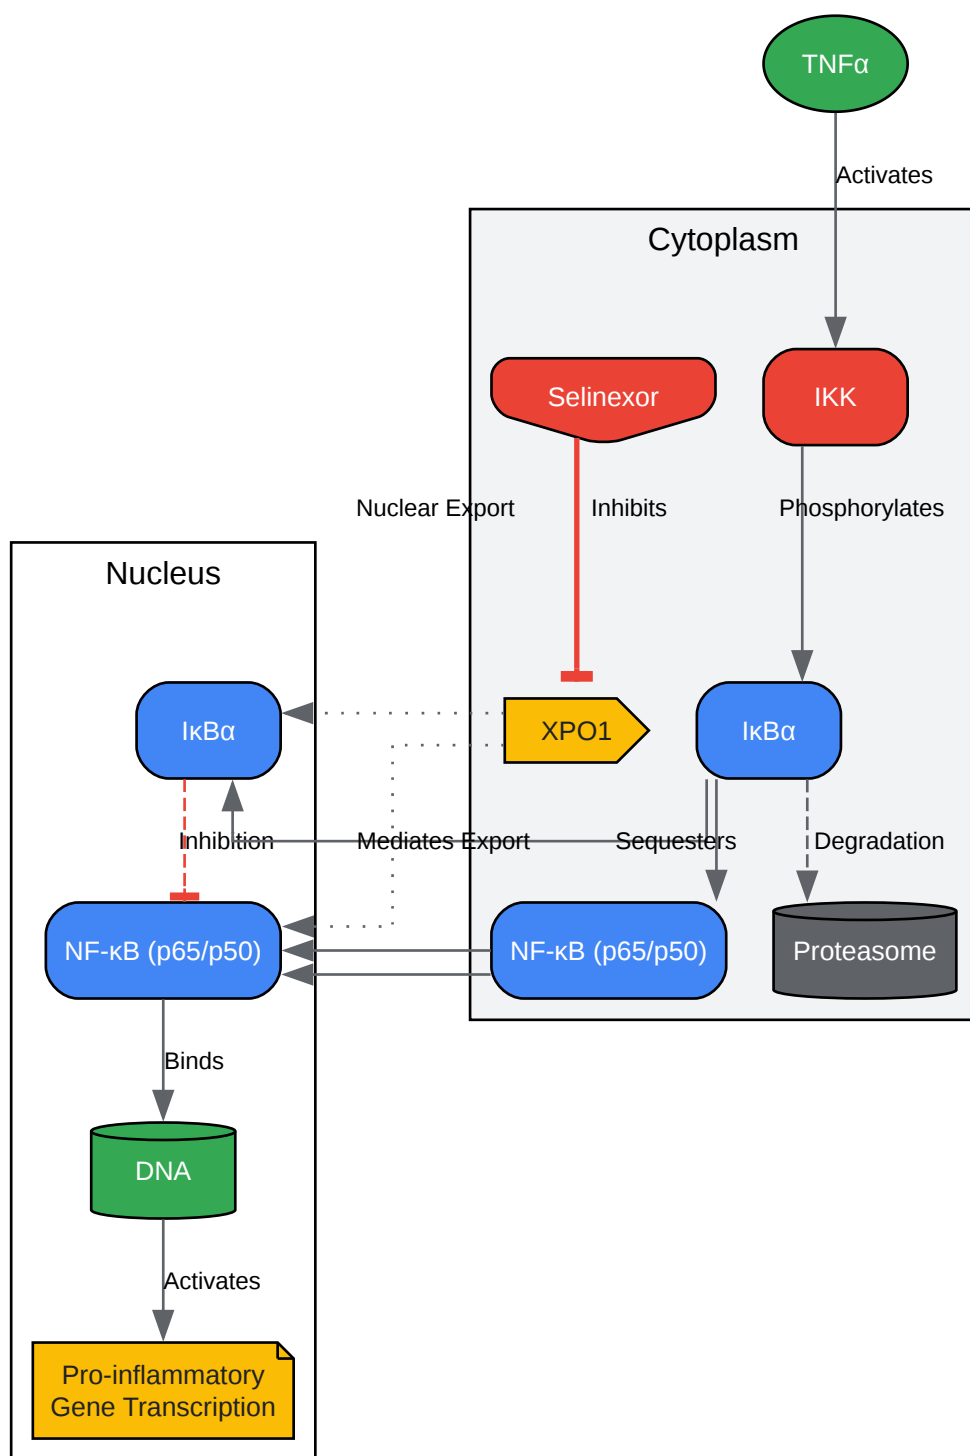 TNFα
Activates
Cytoplasm
Selinexor
IKK
Nuclear Export
Inhibits
Phosphorylates
Nucleus
IκBα
XPO1
IκBα
Inhibition
Mediates Export
Sequesters
Degradation
NF-κB (p65/p50)
NF-κB (p65/p50)
Proteasome
Binds
DNA
Activates
Pro-inflammatory
Gene Transcription